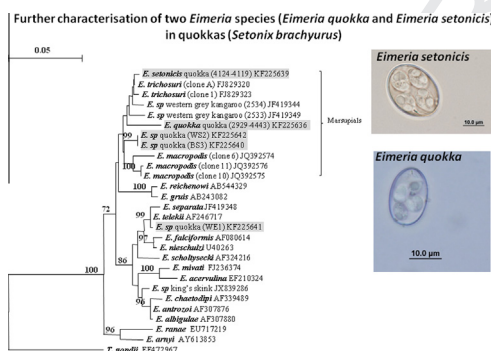 Further characterisation of two Eimeria species (Eimeria quokka and Eimeria setonicis)
in quokkas (Setonix brachyurus)
0.05
E. setonicis quokka (4124-4119) KF225639
E. trichosuri (clone A) FJ829320
E. trichosuri (clone 1) FJ829323
E. sp western grey kangaroo (2534) JF419344
E. sp western grey kangaroo (2533) JF419349
E. quokka quokka (2929-4443) KF225636
99
E. sp quokka (WS2) KF225642
E. sp quokka (BS3) KF225640
E. macropodis (clone 6) JQ392574
100
E. macropodis (clone 11) JQ392576
E. macropodis (clone 10) JQ392575
Marsupials
100
E. reichenowi AB544329
E. gruis AB243082
72
E. separata JF419348
99
E. telekii AF246717
E. sp quokka (WE1) KF225641
97
E. falciformis AF080614
E. nieschulzi U40263
E. scholtysecki AF324216
86
100
E. mivati FJ236374
E. acervulina EF210324
100
E. sp king's skink JX839286
E. chaetodipi AF339489
96
E. antrozoi AF307876
E. albigulae AF307880
E. ranae EU717219
96
E. arnyi AY613853
T. gondii EF472967
Eimeria setonicis
10.0 µm
Eimeria quokka
10.0 µm